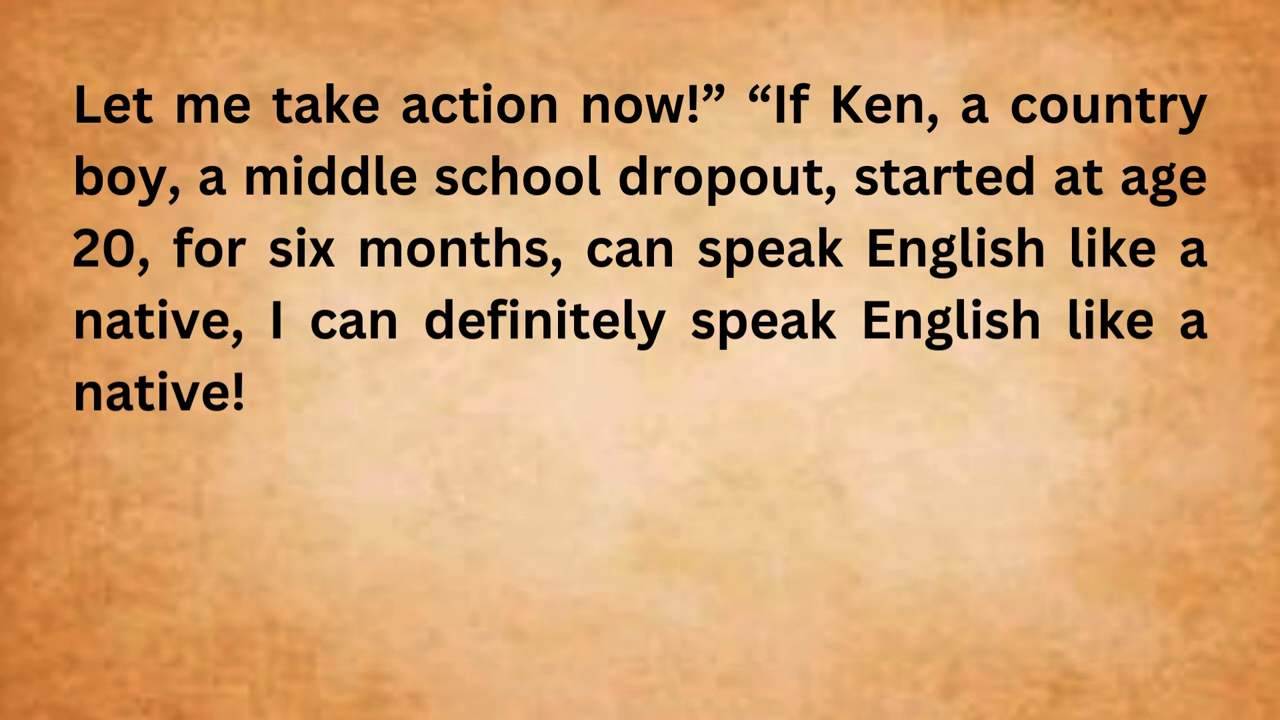 Let me take action now!” “If Ken, a country
boy, a middle school dropout, started at age
20, for six months, can speak English like a
native, I can definitely speak English like a
native!